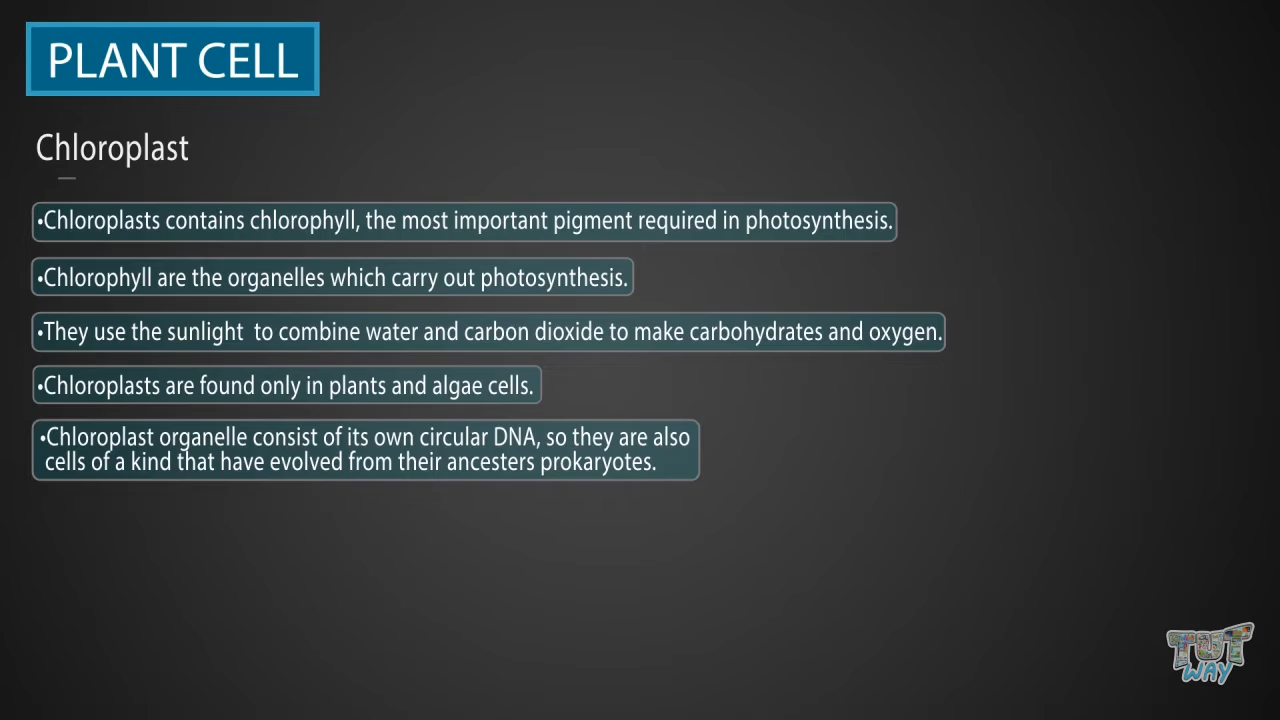 PLANT CELL
Chloroplast
•Chloroplasts contains chlorophyll, the most important pigment required in photosynthesis.
•Chlorophyll are the organelles which carry out photosynthesis.
•They use the sunlight  to combine water and carbon dioxide to make carbohydrates and oxygen.
•Chloroplasts are found only in plants and algae cells.
•Chloroplast organelle consist of its own circular DNA, so they are also
cells of a kind that have evolved from their ancesters prokaryotes.
TUT
WAY